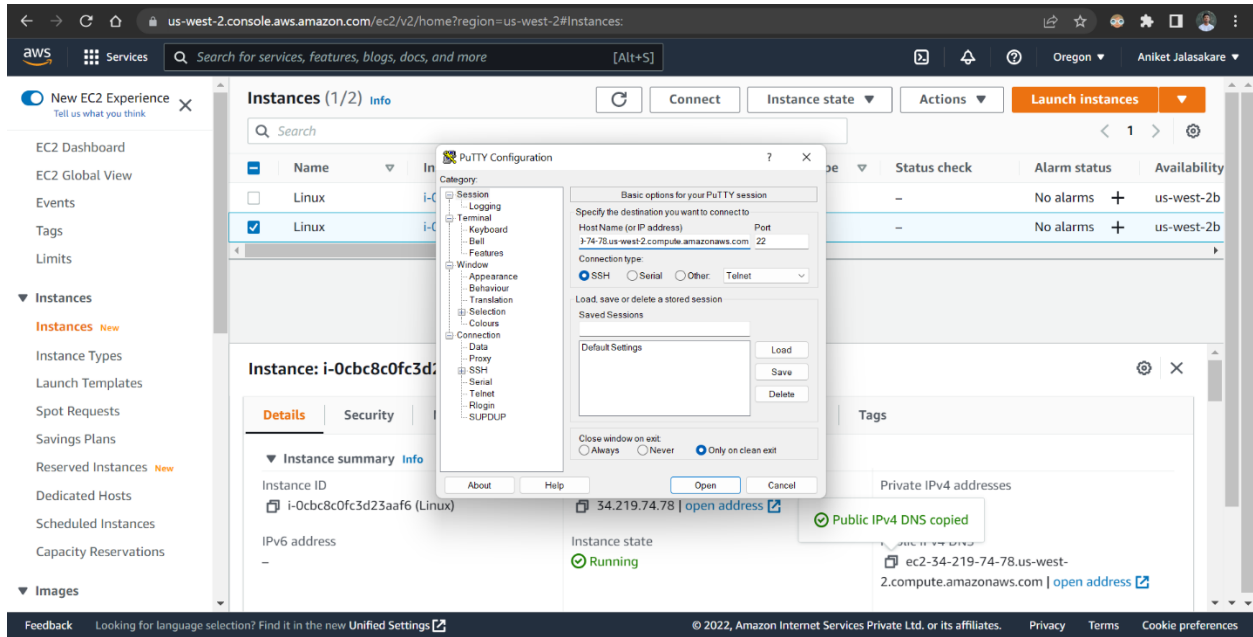 us-west-2.console.aws.amazon.com/ec2/v2/home?region=us-west-2#Instances:
aws
Services
Search for services, features, blogs, docs, and more
[Alt+S]
Oregon ▼
Aniket Jalasakare ▼
New EC2 Experience
Tell us what you think
EC2 Dashboard
EC2 Global View
Events
Tags
Limits
Instances
Instances New
Instance Types
Launch Templates
Spot Requests
Savings Plans
Reserved Instances New
Dedicated Hosts
Scheduled Instances
Capacity Reservations
Images
Instances (1/2) Info
Connect
Instance state ▼
Actions ▼
Launch instances
Search
1
Name
In
pe
Status check
Alarm status
Availability
Linux
–
No alarms +
us-west-2b
Linux
–
No alarms +
us-west-2b
PuTTY Configuration
? X
Category:
Session
Logging
Terminal
Keyboard
Bell
Features
Window
Appearance
Behaviour
Translation
Selection
Colours
Connection
Data
Proxy
SSH
Serial
Telnet
Rlogin
SUPDUP
Basic options for your PuTTY session
Specify the destination you want to connect to
Host Name (or IP address)
Port
-74-78.us-west-2.compute.amazonaws.com
22
Connection type:
SSH
Serial
Other:
Telnet
Load, save or delete a stored session
Saved Sessions
Default Settings
Load
Save
Delete
Close window on exit:
Always
Never
Only on clean exit
About
Help
Open
Cancel
Instance: i-0cbc8c0fc3d2
Details
Security
Tags
Instance summary Info
Instance ID
i-0cbc8c0fc3d23aaf6 (Linux)
34.219.74.78 | open address
Private IPv4 addresses
Public IPv4 DNS copied
IPv6 address
–
Instance state
Running
ec2-34-219-74-78.us-west-
2.compute.amazonaws.com | open address
Feedback
Looking for language selection? Find it in the new Unified Settings
© 2022, Amazon Internet Services Private Ltd. or its affiliates.
Privacy
Terms
Cookie preferences